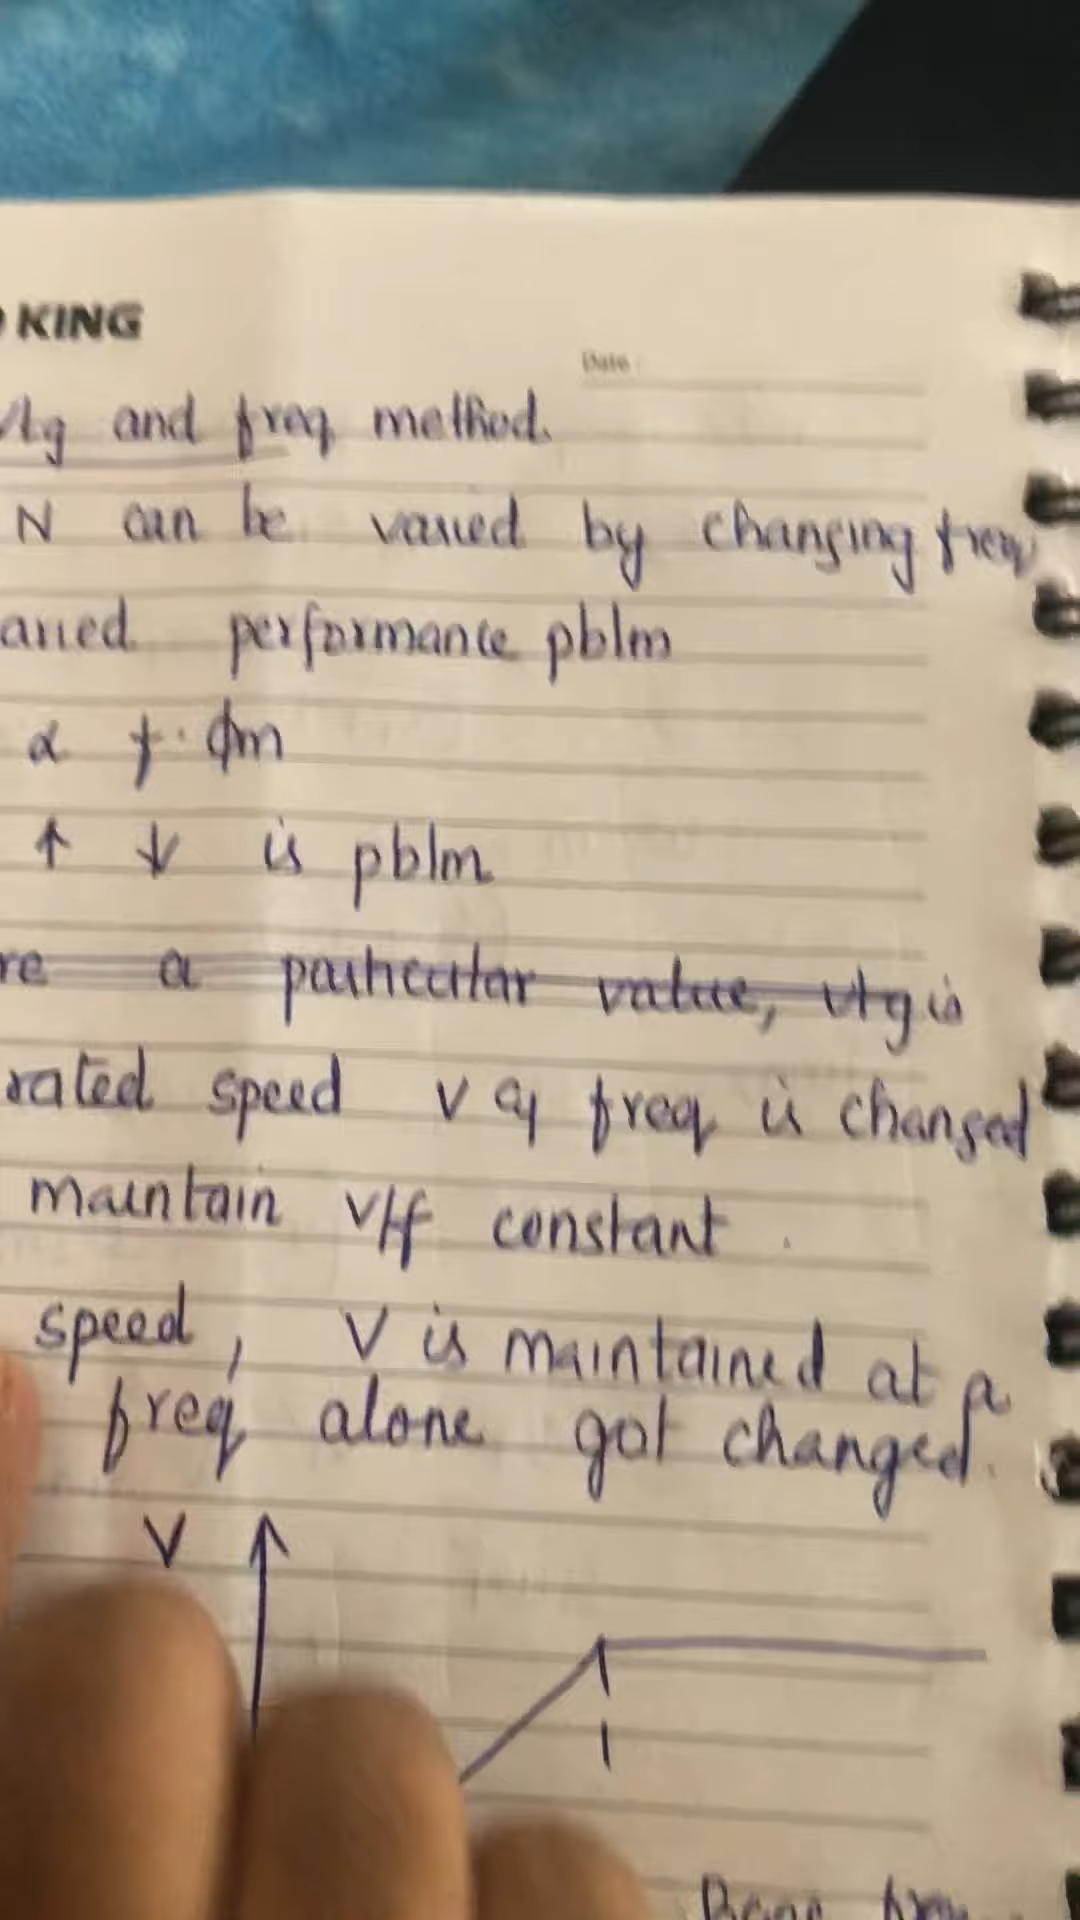 KING
Date :
Vtg and freq method.
N can be varied by changing freq
aried performance pblm
α f. ϕm
↑ ↓ is pblm
re a particular value, vtg is
rated speed V & freq is changed
maintain V/f constant.
speed, V is maintained at a
freq alone got changed.
V
Base freq